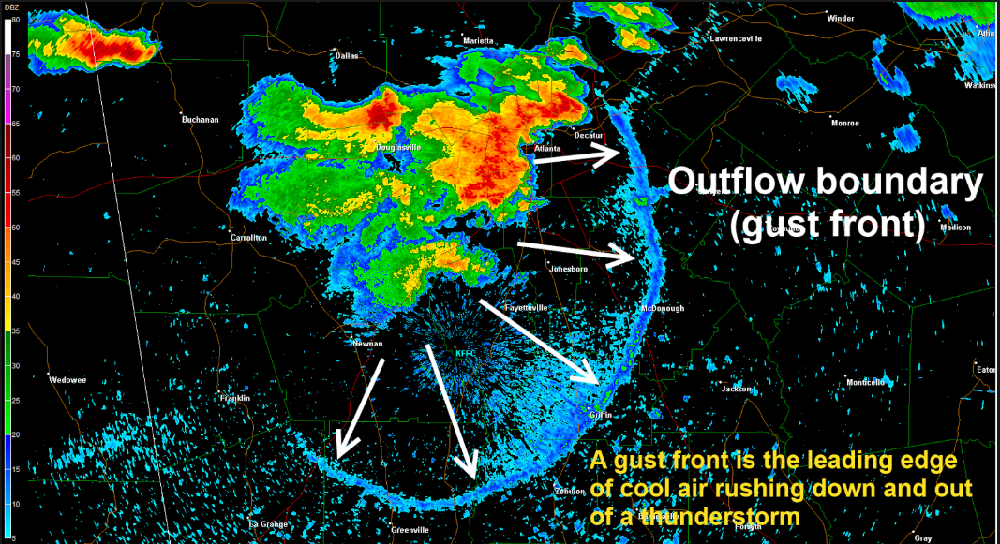 DBZ
80
75
70
65
60
55
50
45
40
35
30
25
20
15
10
5
Winder
Lawrenceville
Marietta
Dallas
Buchanan
Monroe
Decatur
Douglasville
Atlanta
Outflow boundary
(gust front)
Madison
Carrollton
Jonesboro
Fayetteville
McDonough
Newnan
KFFC
Wedowee
Monticello
Jackson
Franklin
Griffin
A gust front is the leading edge
of cool air rushing down and out
of a thunderstorm
Zebulon
Forsyth
La Grange
Greenville
Gray